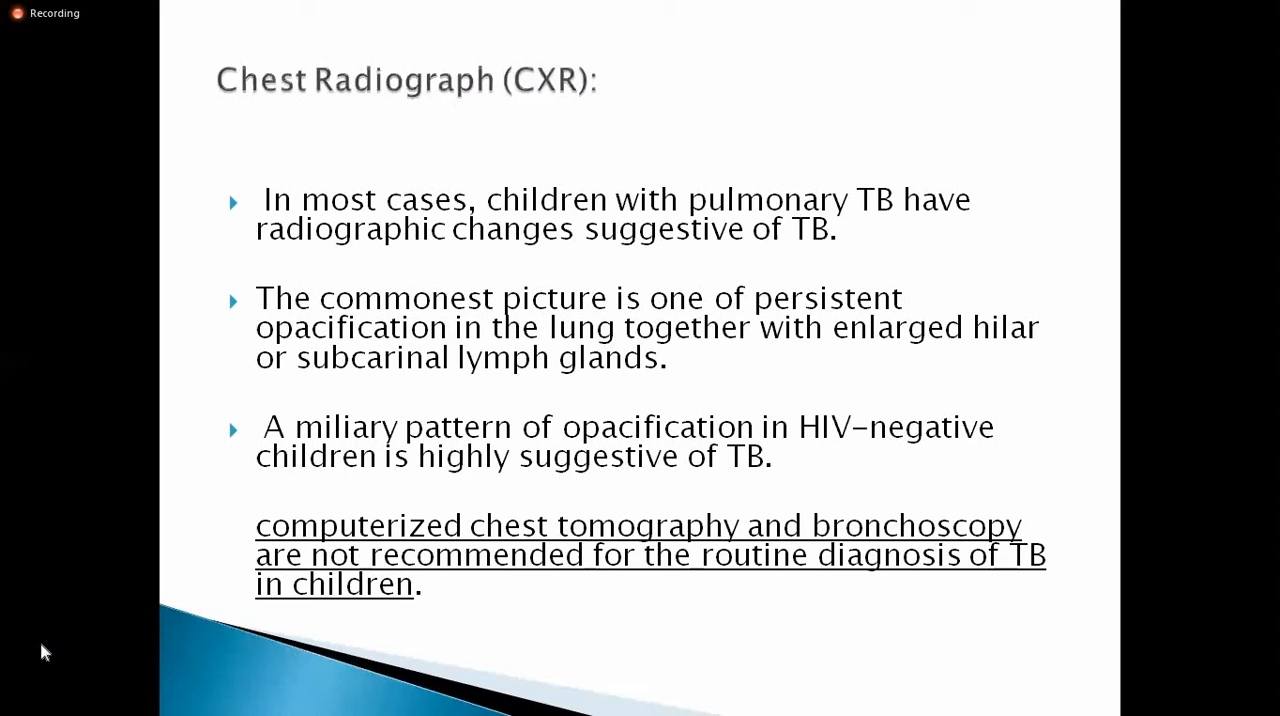 Recording
Chest Radiograph (CXR):
In most cases, children with pulmonary TB have
radiographic changes suggestive of TB.
The commonest picture is one of persistent
opacification in the lung together with enlarged hilar
or subcarinal lymph glands.
A miliary pattern of opacification in HIV-negative
children is highly suggestive of TB.
computerized chest tomography and bronchoscopy
are not recommended for the routine diagnosis of TB
in children.